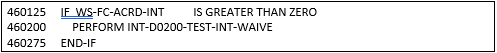 460125 IF WS-FC-ACRD-INT IS GREATER THAN ZERO
460200 PERFORM INT-D0200-TEST-INT-WAIVE
460275 END-IF